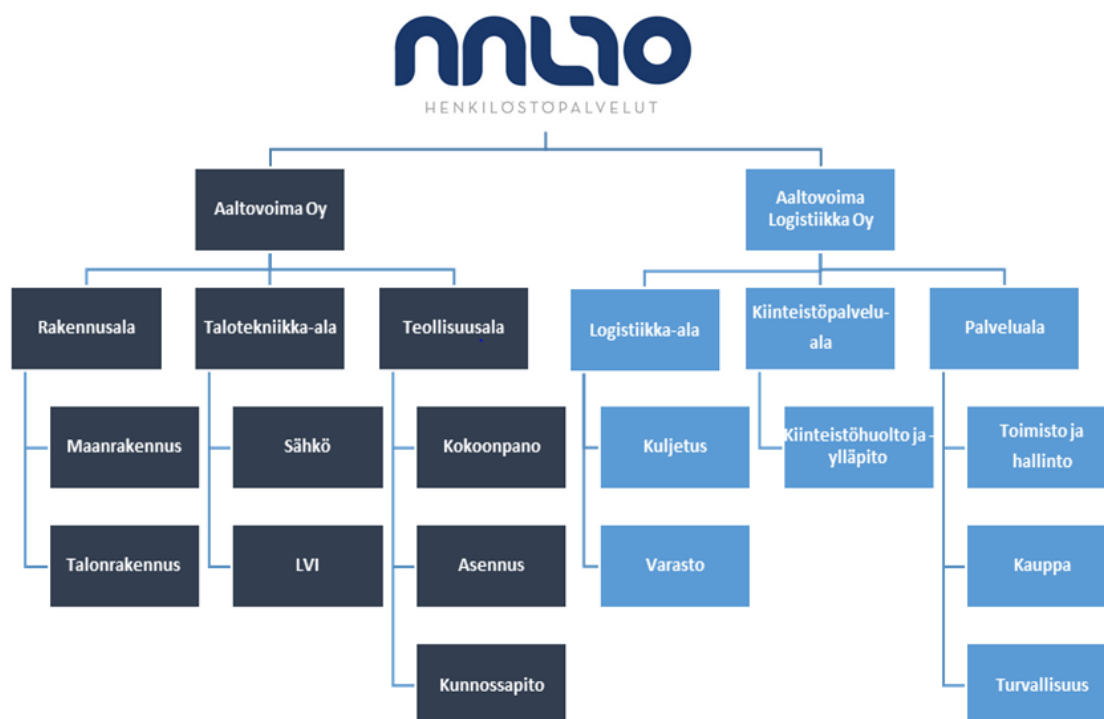 AALTO
HENKILÖSTÖPALVELUT
Aaltovoima Oy
Aaltovoima
Logistiikka Oy
Rakennusala
Talotekniikka-ala
Teollisuusala
Logistiikka-ala
Kiinteistöpalvelu-
ala
Palveluala
Maanrakennus
Sähkö
Kokoonpano
Kuljetus
Kiinteistöhuolto ja -
ylläpito
Toimisto ja
hallinto
Talonrakennus
LVI
Asennus
Varasto
Kauppa
Kunnossapito
Turvallisuus